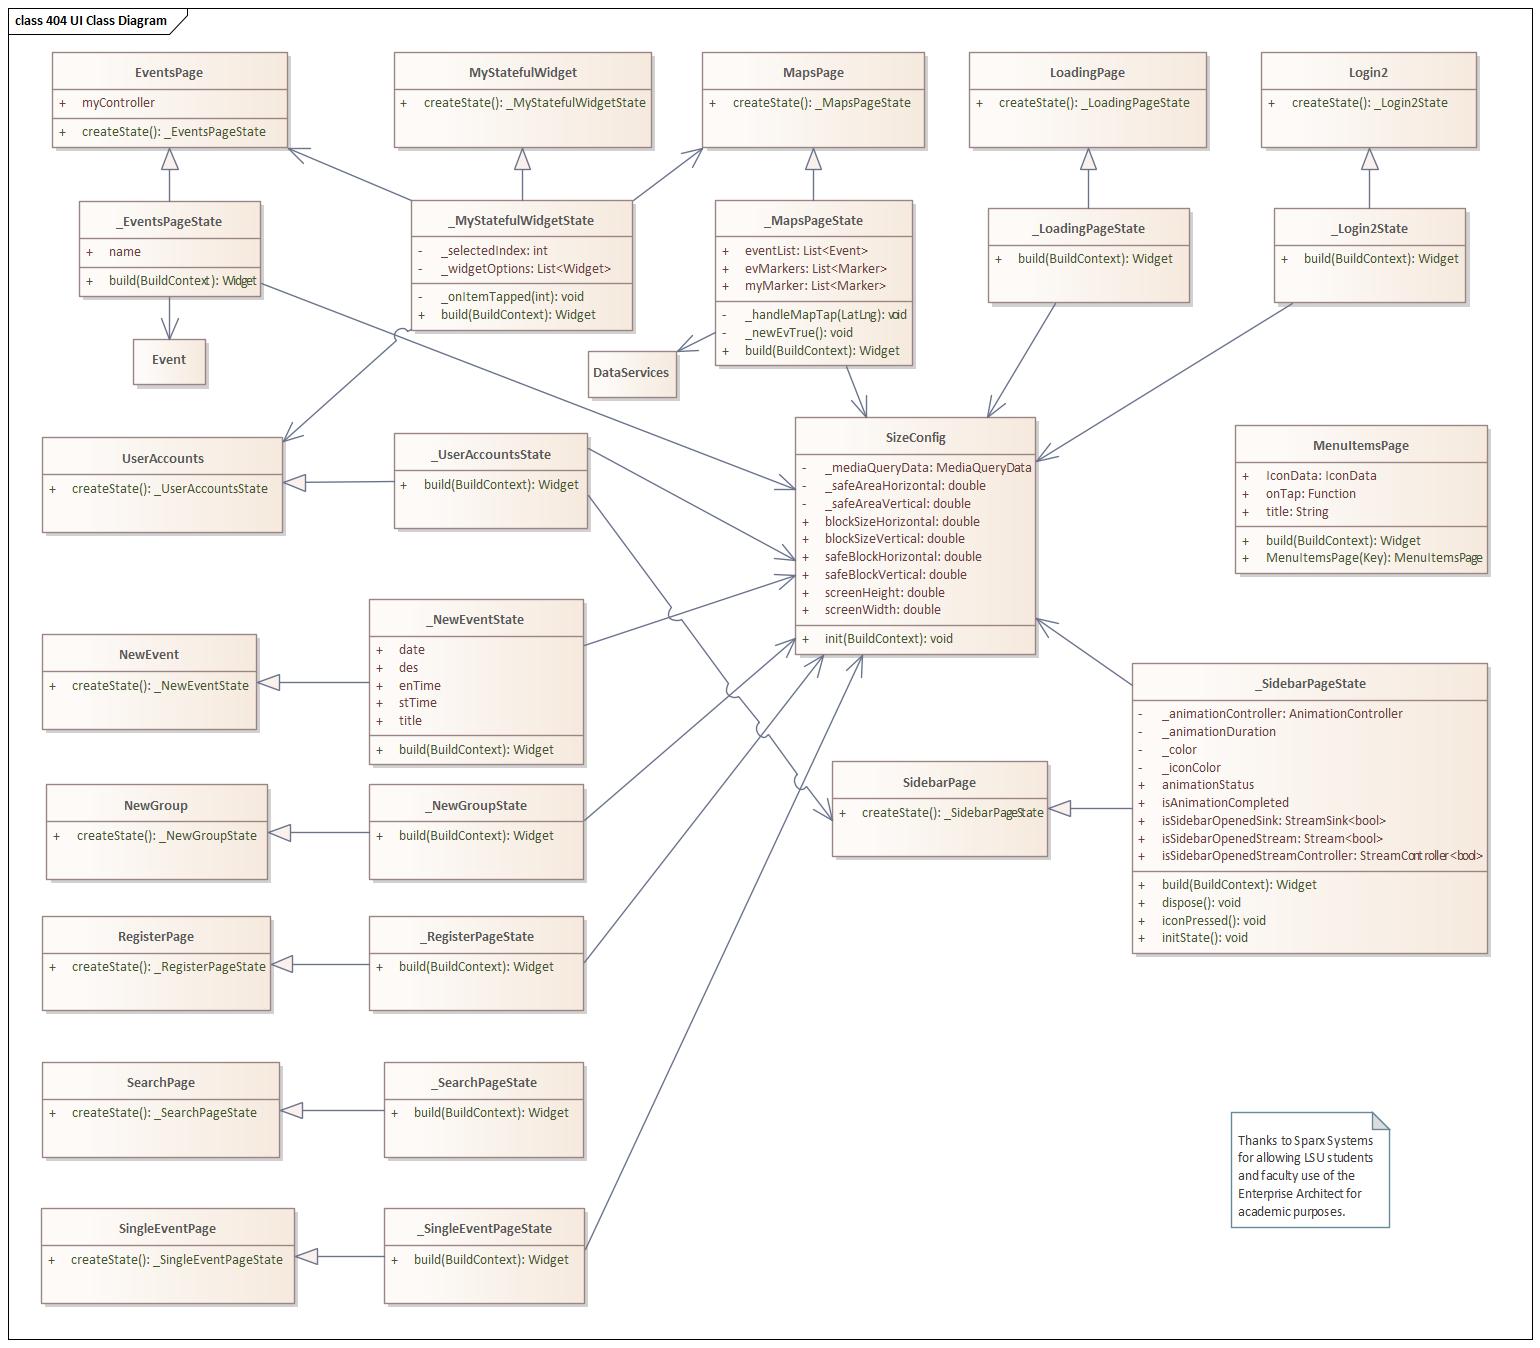 class 404 UI Class Diagram
EventsPage
+ myController
+ createState(): _EventsPageState
MyStatefulWidget
+ createState(): _MyStatefulWidgetState
MapsPage
+ createState(): _MapsPageState
LoadingPage
+ createState(): _LoadingPageState
Login2
+ createState(): _Login2State
_EventsPageState
+ name
+ build(BuildContext): Widget
_MyStatefulWidgetState
- _selectedIndex: int
- _widgetOptions: List<Widget>
- _onItemTapped(int): void
+ build(BuildContext): Widget
_MapsPageState
+ eventList: List<Event>
+ evMarkers: List<Marker>
+ myMarker: List<Marker>
- _handleMapTap(LatLng): void
- _newEvTrue(): void
+ build(BuildContext): Widget
_LoadingPageState
+ build(BuildContext): Widget
_Login2State
+ build(BuildContext): Widget
Event
DataServices
UserAccounts
+ createState(): _UserAccountsState
_UserAccountsState
+ build(BuildContext): Widget
SizeConfig
- _mediaQueryData: MediaQueryData
- _safeAreaHorizontal: double
- _safeAreaVertical: double
+ blockSizeHorizontal: double
+ blockSizeVertical: double
+ safeBlockHorizontal: double
+ safeBlockVertical: double
+ screenHeight: double
+ screenWidth: double
+ init(BuildContext): void
MenuItemsPage
+ IconData: IconData
+ onTap: Function
+ title: String
+ build(BuildContext): Widget
+ MenuItemsPage(Key): MenuItemsPage
NewEvent
+ createState(): _NewEventState
_NewEventState
+ date
+ des
+ enTime
+ stTime
+ title
+ build(BuildContext): Widget
_SidebarPageState
- _animationController: AnimationController
- _animationDuration
- _color
- _iconColor
+ animationStatus
+ isAnimationCompleted
+ isSidebarOpenedSink: StreamSink<bool>
+ isSidebarOpenedStream: Stream<bool>
+ isSidebarOpenedStreamController: StreamController<bool>
+ build(BuildContext): Widget
+ dispose(): void
+ iconPressed(): void
+ initState(): void
SidebarPage
+ createState(): _SidebarPageState
NewGroup
+ createState(): _NewGroupState
_NewGroupState
+ build(BuildContext): Widget
RegisterPage
+ createState(): _RegisterPageState
_RegisterPageState
+ build(BuildContext): Widget
SearchPage
+ createState(): _SearchPageState
_SearchPageState
+ build(BuildContext): Widget
SingleEventPage
+ createState(): _SingleEventPageState
_SingleEventPageState
+ build(BuildContext): Widget
Thanks to Sparx Systems
for allowing LSU students
and faculty use of the
Enterprise Architect for
academic purposes.